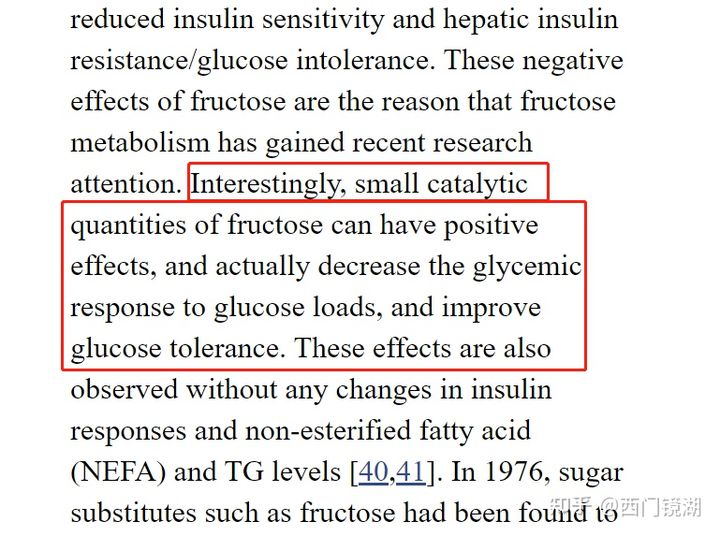 reduced insulin sensitivity and hepatic insulin
resistance/glucose intolerance. These negative
effects of fructose are the reason that fructose
metabolism has gained recent research
attention. Interestingly, small catalytic
quantities of fructose can have positive
effects, and actually decrease the glycemic
response to glucose loads, and improve
glucose tolerance. These effects are also
observed without any changes in insulin
responses and non-esterified fatty acid
(NEFA) and TG levels [40,41]. In 1976, sugar
substitutes such as fructose had been found to
知乎 @西门镜湖